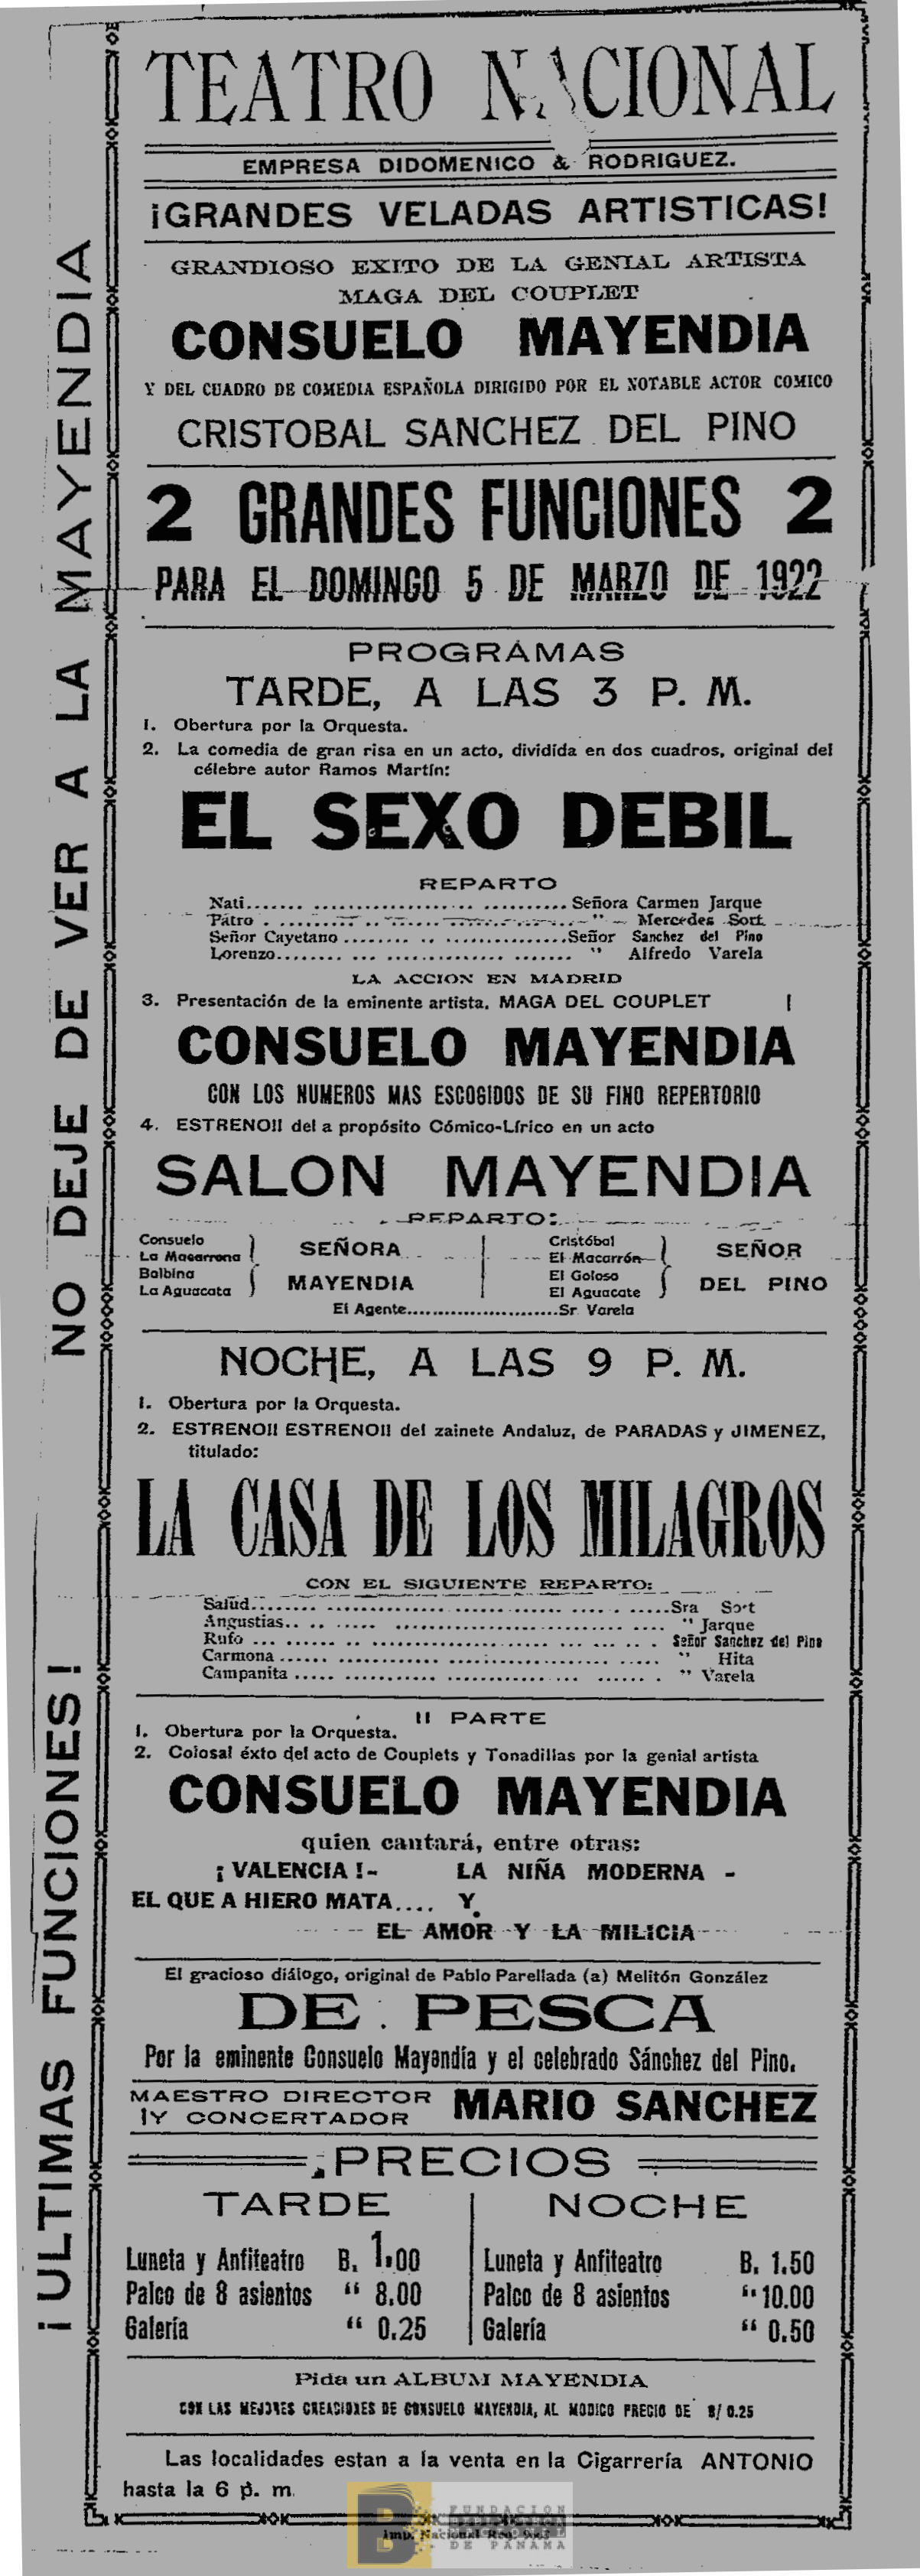 TEATRO NACIONAL
EMPRESA DIDOMENICO & RODRIGUEZ.
¡GRANDES VELADAS ARTISTICAS!
GRANDIOSO EXITO DE LA GENIAL ARTISTA
MAGA DEL COUPLET
CONSUELO MAYENDIA
Y DEL CUADRO DE COMEDIA ESPAÑOLA DIRIGIDO POR EL NOTABLE ACTOR COMICO
CRISTOBAL SANCHEZ DEL PINO
2 GRANDES FUNCIONES 2
PARA EL DOMINGO 5 DE MARZO DE 1922
PROGRAMAS
TARDE, A LAS 3 P. M.
1. Obertura por la Orquesta.
2. La comedia de gran risa en un acto, dividida en dos cuadros, original del
célebre autor Ramos Martín:
EL SEXO DEBIL
REPARTO
Nati.................................... Señora Carmen Jarque
Patro .................................... " Mercedes Sort
Señor Cayetano ........ .. ...............Señor Sanchez del Pino
Lorenzo........ ... .......................... " Alfredo Varela
LA ACCION EN MADRID
3. Presentación de la eminente artista, MAGA DEL COUPLET
CONSUELO MAYENDIA
CON LOS NUMEROS MAS ESCOGIDOS DE SU FINO REPERTORIO
4. ESTRENO!! del a propósito Cómico-Lírico en un acto
SALON MAYENDIA
REPARTO:
Consuelo
La Macarrona
Balbina
La Aguacata
SEÑORA
MAYENDIA
Cristóbal
El Macarrón
El Goloso
El Aguacate
SEÑOR
DEL PINO
El Agente.......................Sr Varela
NOCHE, A LAS 9 P. M.
1. Obertura por la Orquesta.
2. ESTRENO!! ESTRENO!! del zainete Andaluz, de PARADAS y JIMENEZ,
titulado:
LA CASA DE LOS MILAGROS
CON EL SIGUIENTE REPARTO:
Salud........ ................................ .....Sra Sort
Angustias.. .. ..... ............................ .... " Jarque
Rufo ... ...... .. ............................ ... ... .. Señor Sanchez del Pino
Carmona ...... ........ .......................... ..... " Hita
Campanita ..... .......... ............ ... ....... . " Varela
II PARTE
1. Obertura por la Orquesta.
2. Colosal éxto del acto de Couplets y Tonadillas por la genial artista
CONSUELO MAYENDIA
quien cantará, entre otras:
¡VALENCIA!- LA NIÑA MODERNA -
EL QUE A HIERO MATA.... Y.
EL AMOR Y LA MILICIA
El gracioso diálogo, original de Pablo Parellada (a) Melitón González
DE PESCA
Por la eminente Consuelo Mayendía y el celebrado Sánchez del Pino.
MAESTRO DIRECTOR
Y CONCERTADOR
MARIO SANCHEZ
PRECIOS
TARDE
Luneta y Anfiteatro B. 1.00
Palco de 8 asientos " 8.00
Galería " 0.25
NOCHE
Luneta y Anfiteatro B. 1.50
Palco de 8 asientos " 10.00
Galería " 0.50
Pida un ALBUM MAYENDIA
CON LAS MEJORES CREACIONES DE CONSUELO MAYENDIA, AL MODICO PRECIO DE B/ 0.25
Las localidades estan a la venta en la Cigarrería ANTONIO
hasta la 6 p. m.
Imp. Nacional
B
FUNDACION
DE PANAMA
¡ULTIMAS FUNCIONES! NO DEJE DE VER A LA MAYENDIA